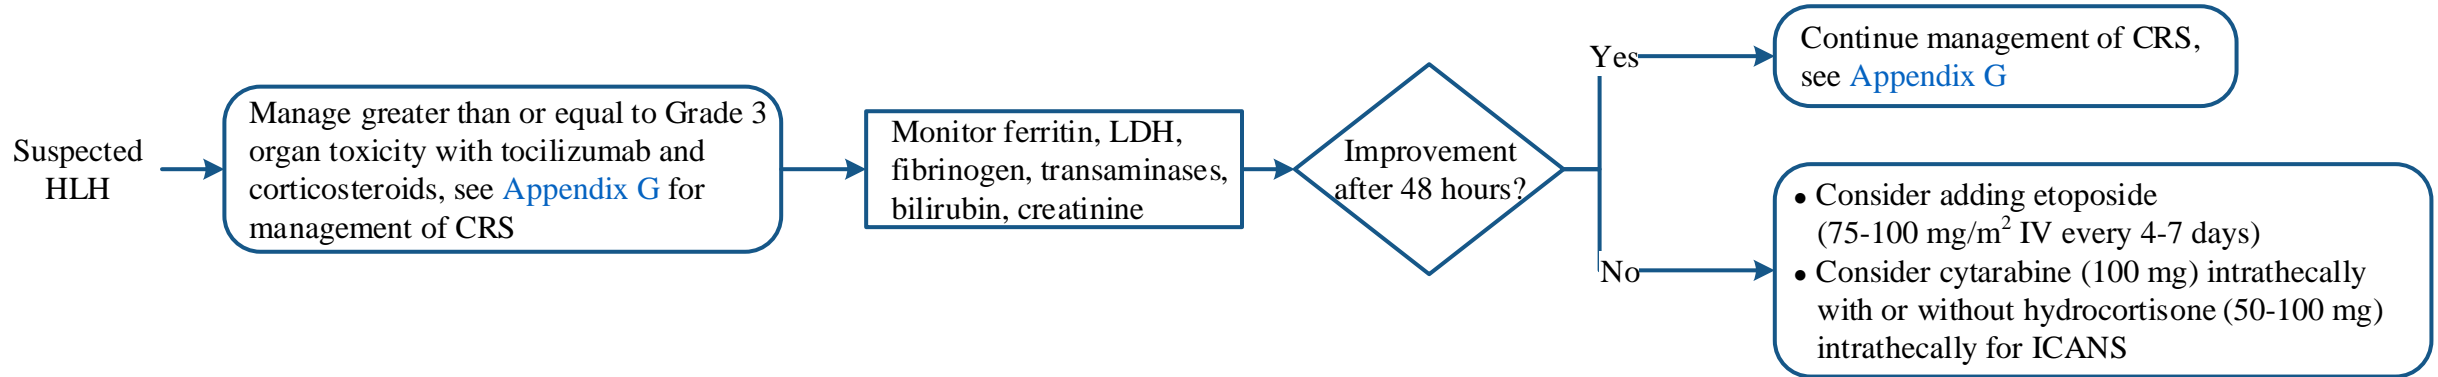 Suspected
HLH
Manage greater than or equal to Grade 3
organ toxicity with tocilizumab and
corticosteroids, see Appendix G for
management of CRS
Monitor ferritin, LDH,
fibrinogen, transaminases,
bilirubin, creatinine
Improvement
after 48 hours?
Yes
Continue management of CRS,
see Appendix G
No
● Consider adding etoposide
(75-100 mg/m² IV every 4-7 days)
● Consider cytarabine (100 mg) intrathecally
with or without hydrocortisone (50-100 mg)
intrathecally for ICANS